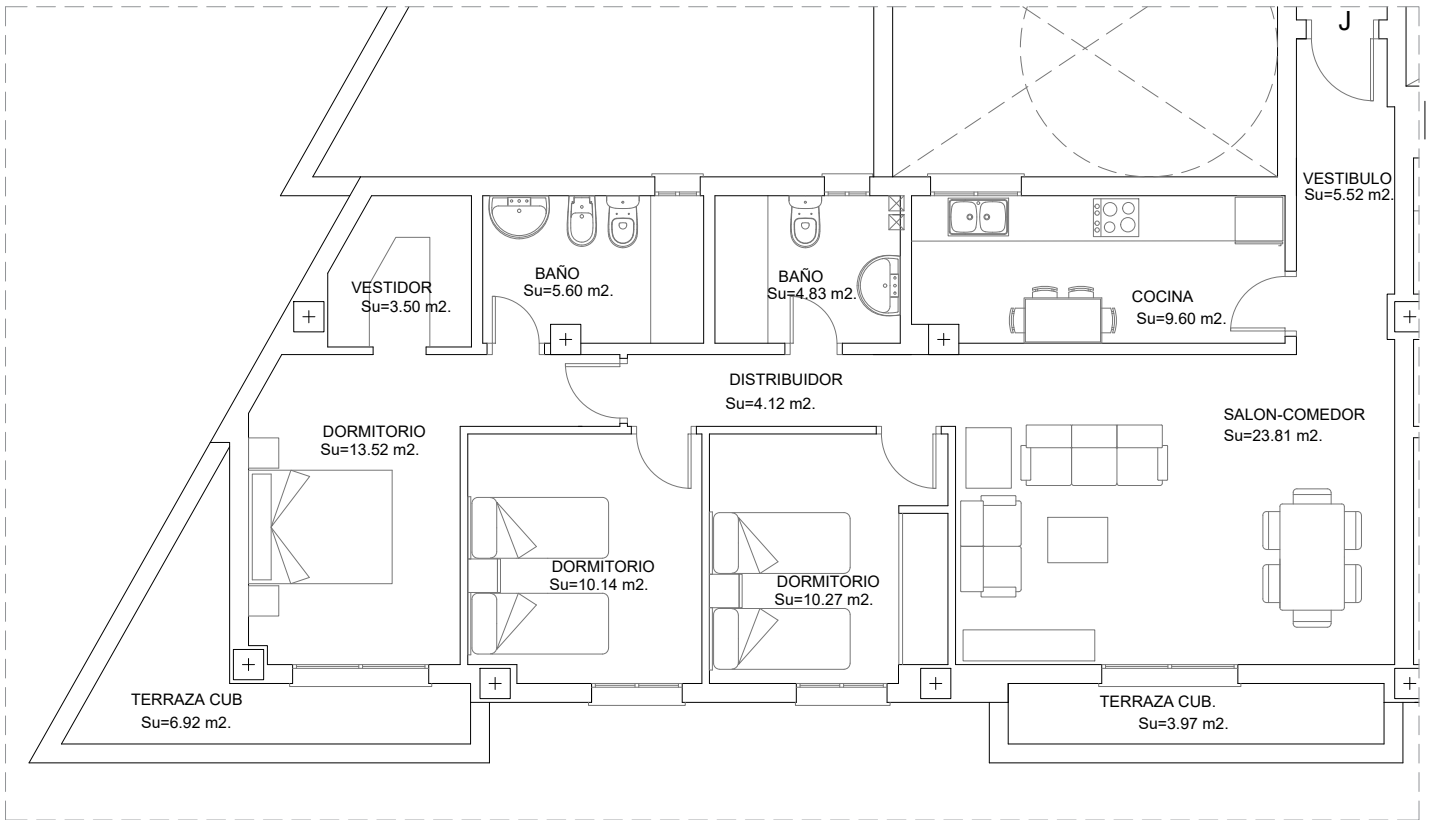 J
VESTIBULO
Su=5.52 m2.
BAÑO
Su=5.60 m2.
BAÑO
Su=4.83 m2.
VESTIDOR
Su=3.50 m2.
COCINA
Su=9.60 m2.
DISTRIBUIDOR
Su=4.12 m2.
SALON-COMEDOR
Su=23.81 m2.
DORMITORIO
Su=13.52 m2.
DORMITORIO
Su=10.14 m2.
DORMITORIO
Su=10.27 m2.
TERRAZA CUB
Su=6.92 m2.
TERRAZA CUB.
Su=3.97 m2.